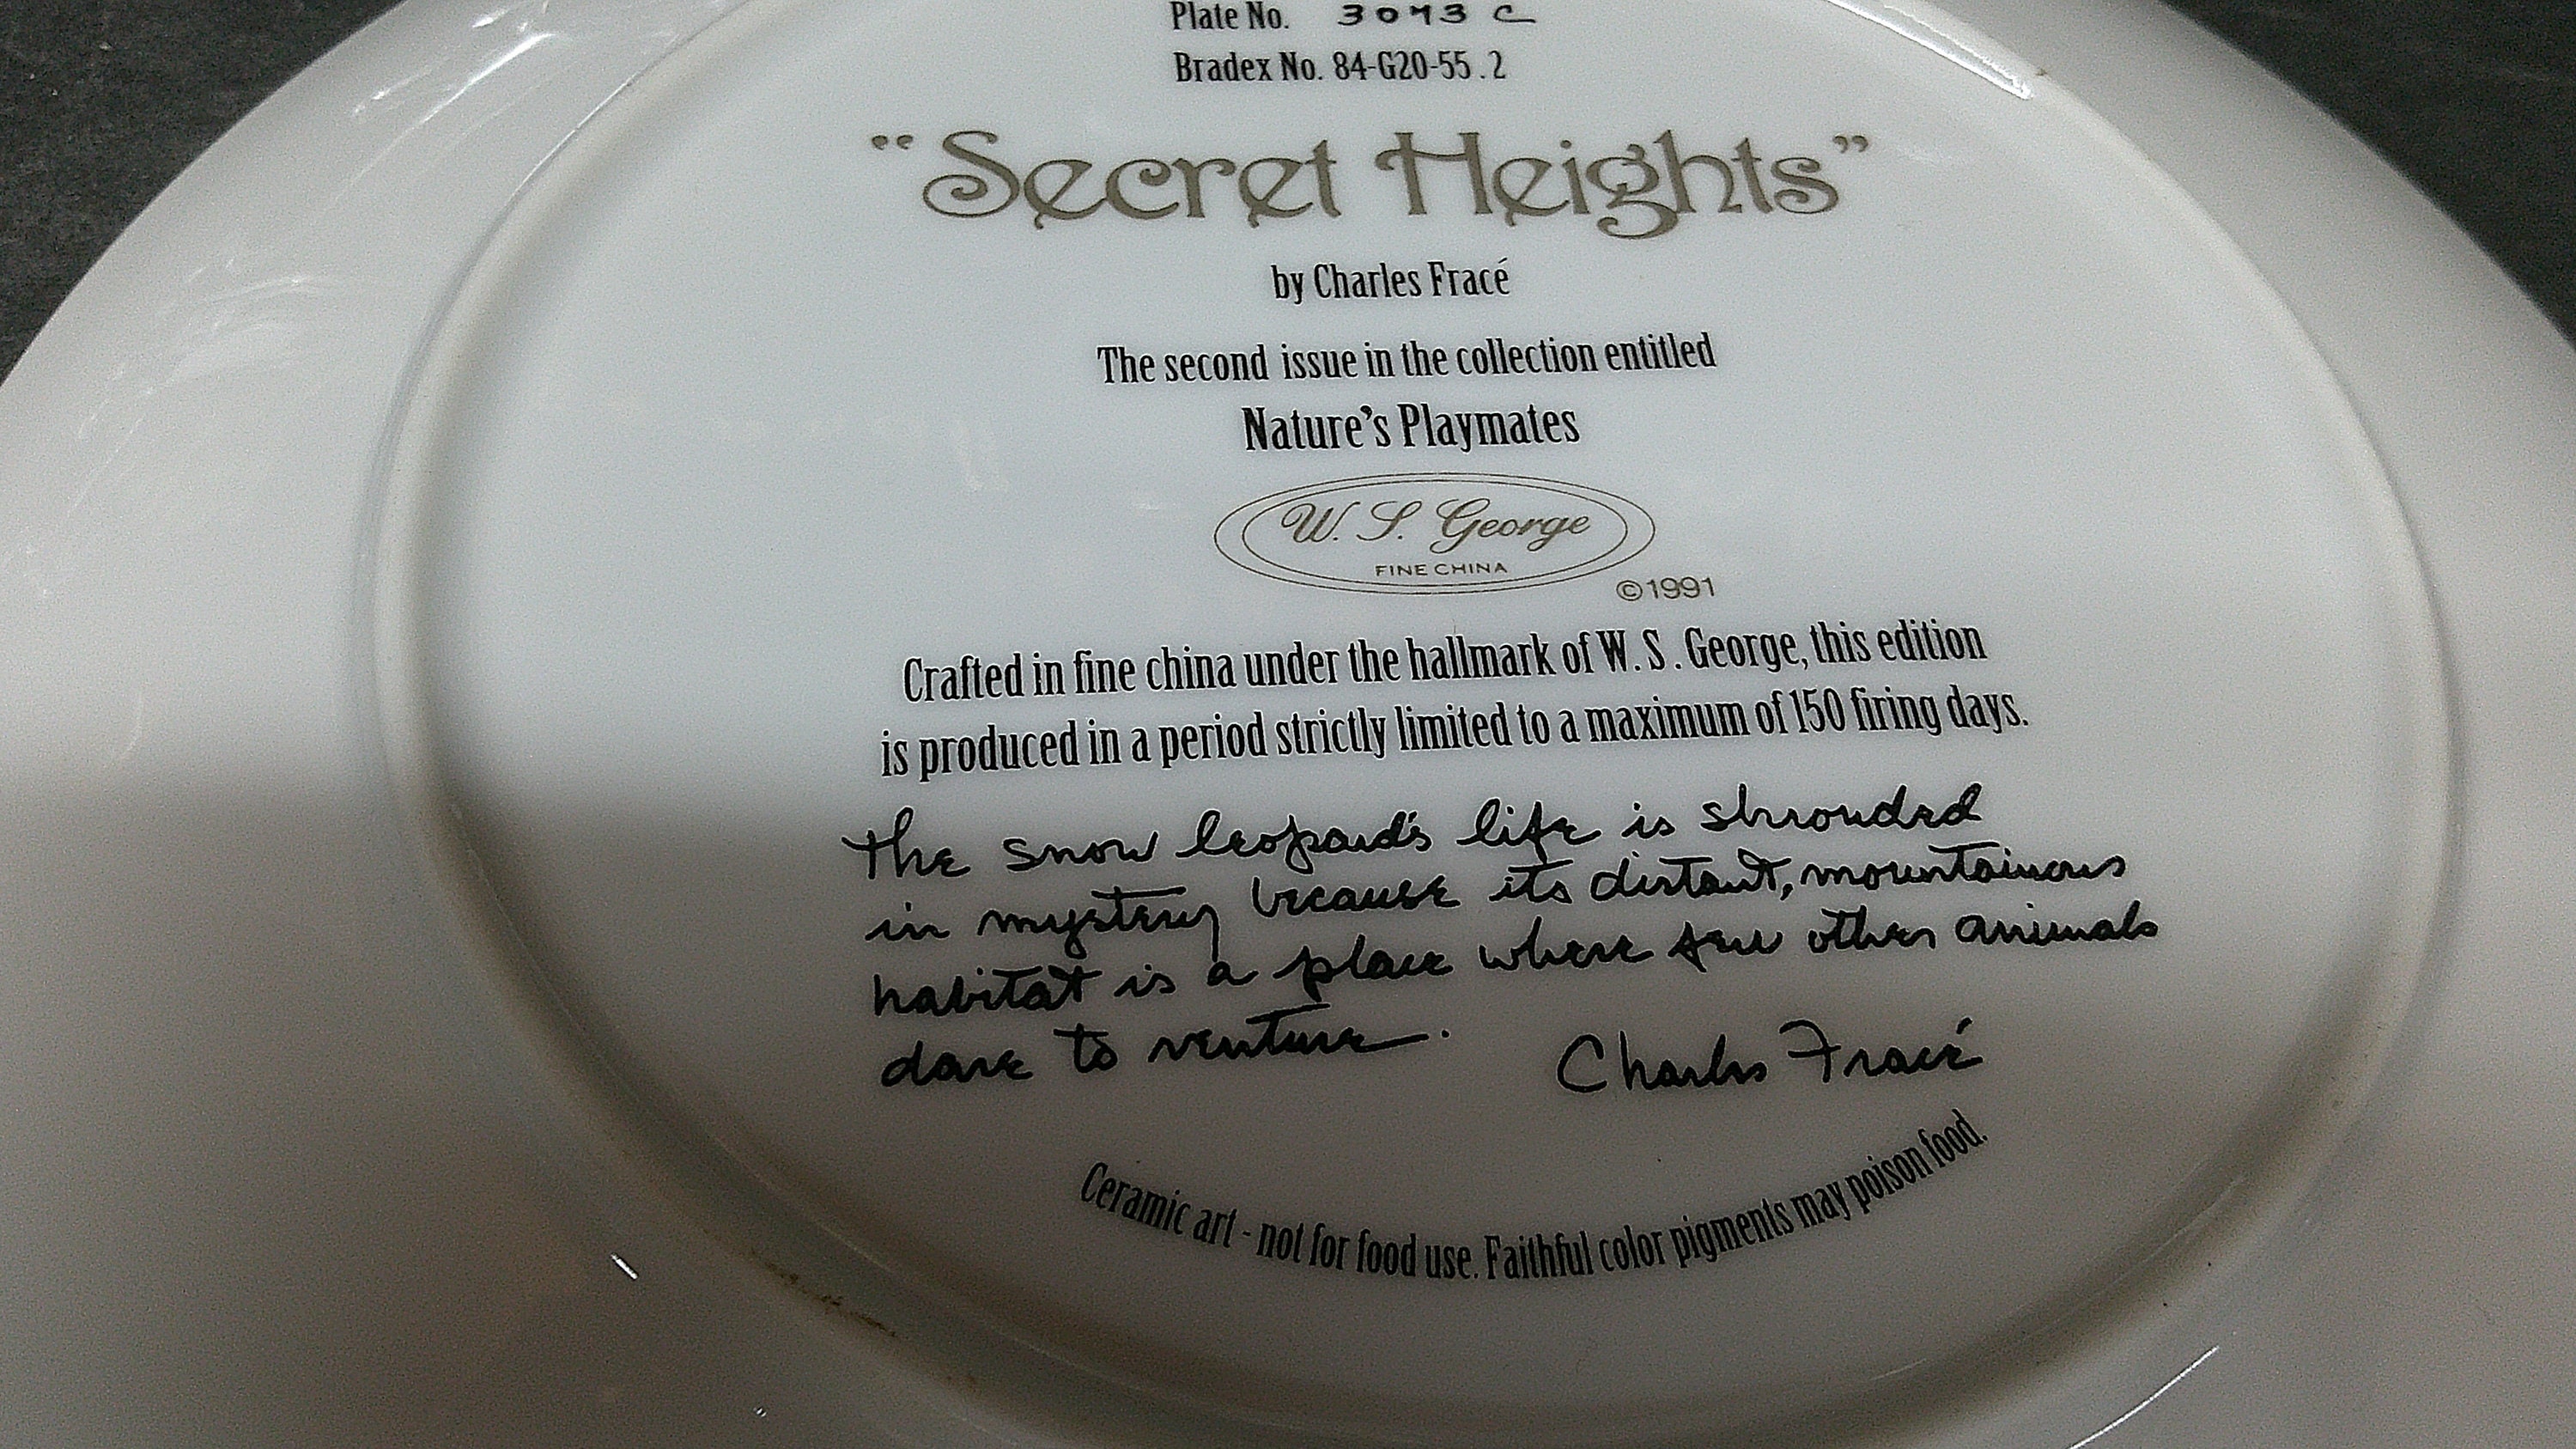 Plate No. 3043 C
Bradex No. 84-G20-55.2
"Secret Heights"
by Charles Fracé
The second issue in the collection entitled
Nature's Playmates
W. S. George
FINE CHINA
©1991
Crafted in fine china under the hallmark of W. S. George, this edition
is produced in a period strictly limited to a maximum of 150 firing days.
The snow leopard's life is shrouded
in mystery because its distant, mountainous
habitat is a place where few other animals
dare to venture.
Charles Fracé
Ceramic art - not for food use. Faithful color pigments may poison food.